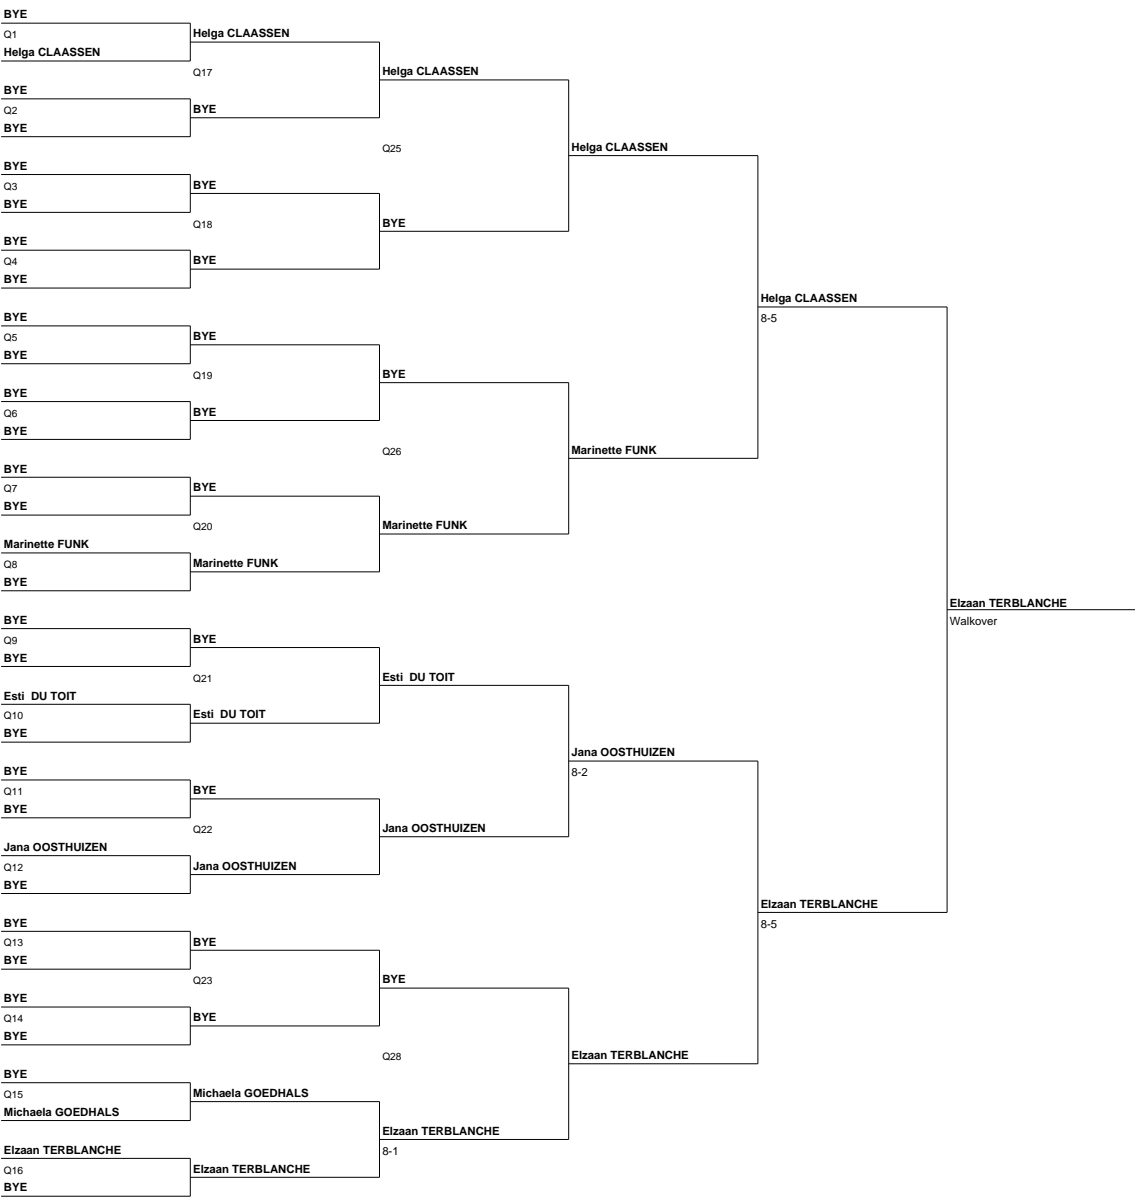 BYE
Q1
Helga CLAASSEN
Helga CLAASSEN
Q17
BYE
Q2
BYE
BYE
Helga CLAASSEN
Q25
BYE
Q3
BYE
BYE
Q18
BYE
Q4
BYE
BYE
BYE
Helga CLAASSEN
BYE
Q5
BYE
BYE
Q19
BYE
Q6
BYE
BYE
BYE
Q26
BYE
Q7
BYE
BYE
Q20
Marinette FUNK
Q8
BYE
Marinette FUNK
Marinette FUNK
Marinette FUNK
Helga CLAASSEN
8-5
BYE
Q9
BYE
BYE
Q21
Esti DU TOIT
Q10
BYE
Esti DU TOIT
Esti DU TOIT
BYE
Q11
BYE
BYE
Q22
Jana OOSTHUIZEN
Q12
BYE
Jana OOSTHUIZEN
Jana OOSTHUIZEN
Jana OOSTHUIZEN
8-2
BYE
Q13
BYE
BYE
Q23
BYE
Q14
BYE
BYE
BYE
Q28
BYE
Q15
Michaela GOEDHALS
Michaela GOEDHALS
Elzaan TERBLANCHE
Q16
BYE
Elzaan TERBLANCHE
Elzaan TERBLANCHE
8-1
Elzaan TERBLANCHE
Elzaan TERBLANCHE
8-5
Elzaan TERBLANCHE
Walkover